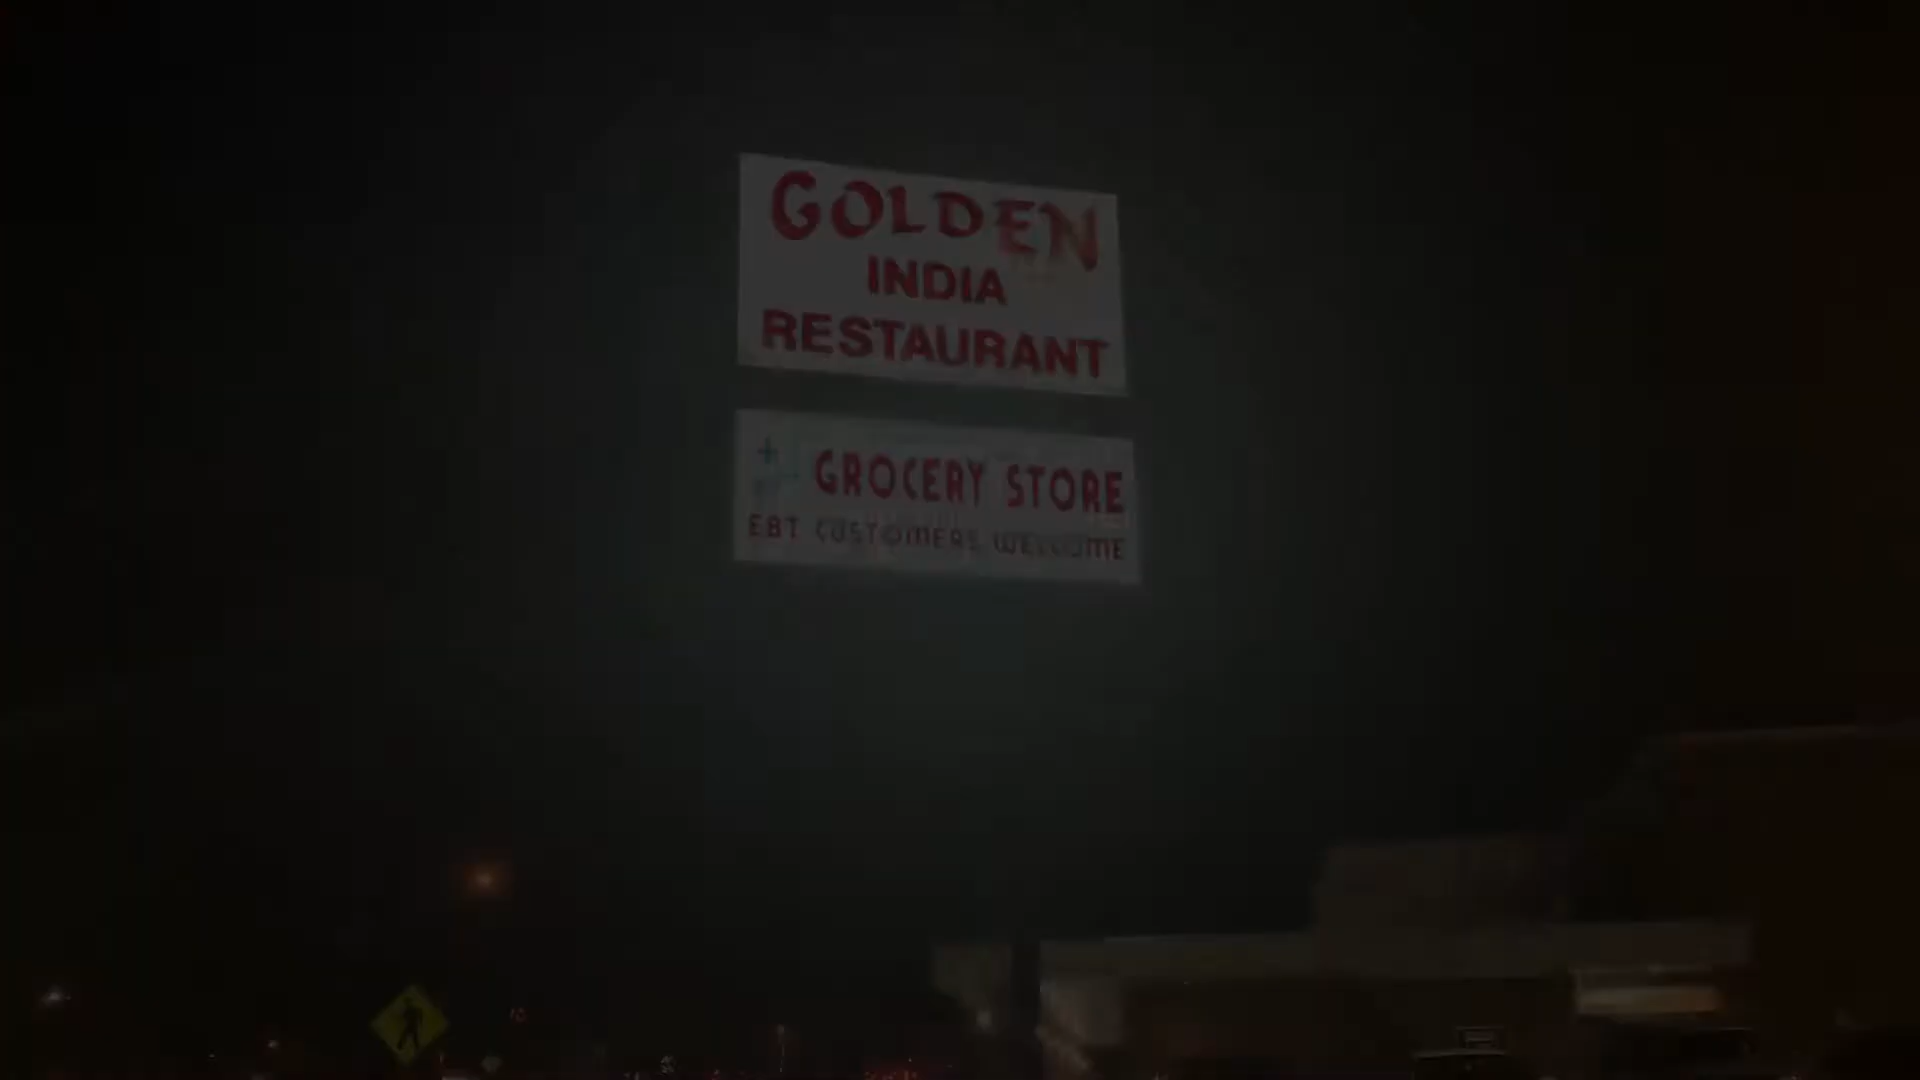 GOLDEN
INDIA
RESTAURANT
GROCERY STORE
EBT CUSTOMERS WELCOME